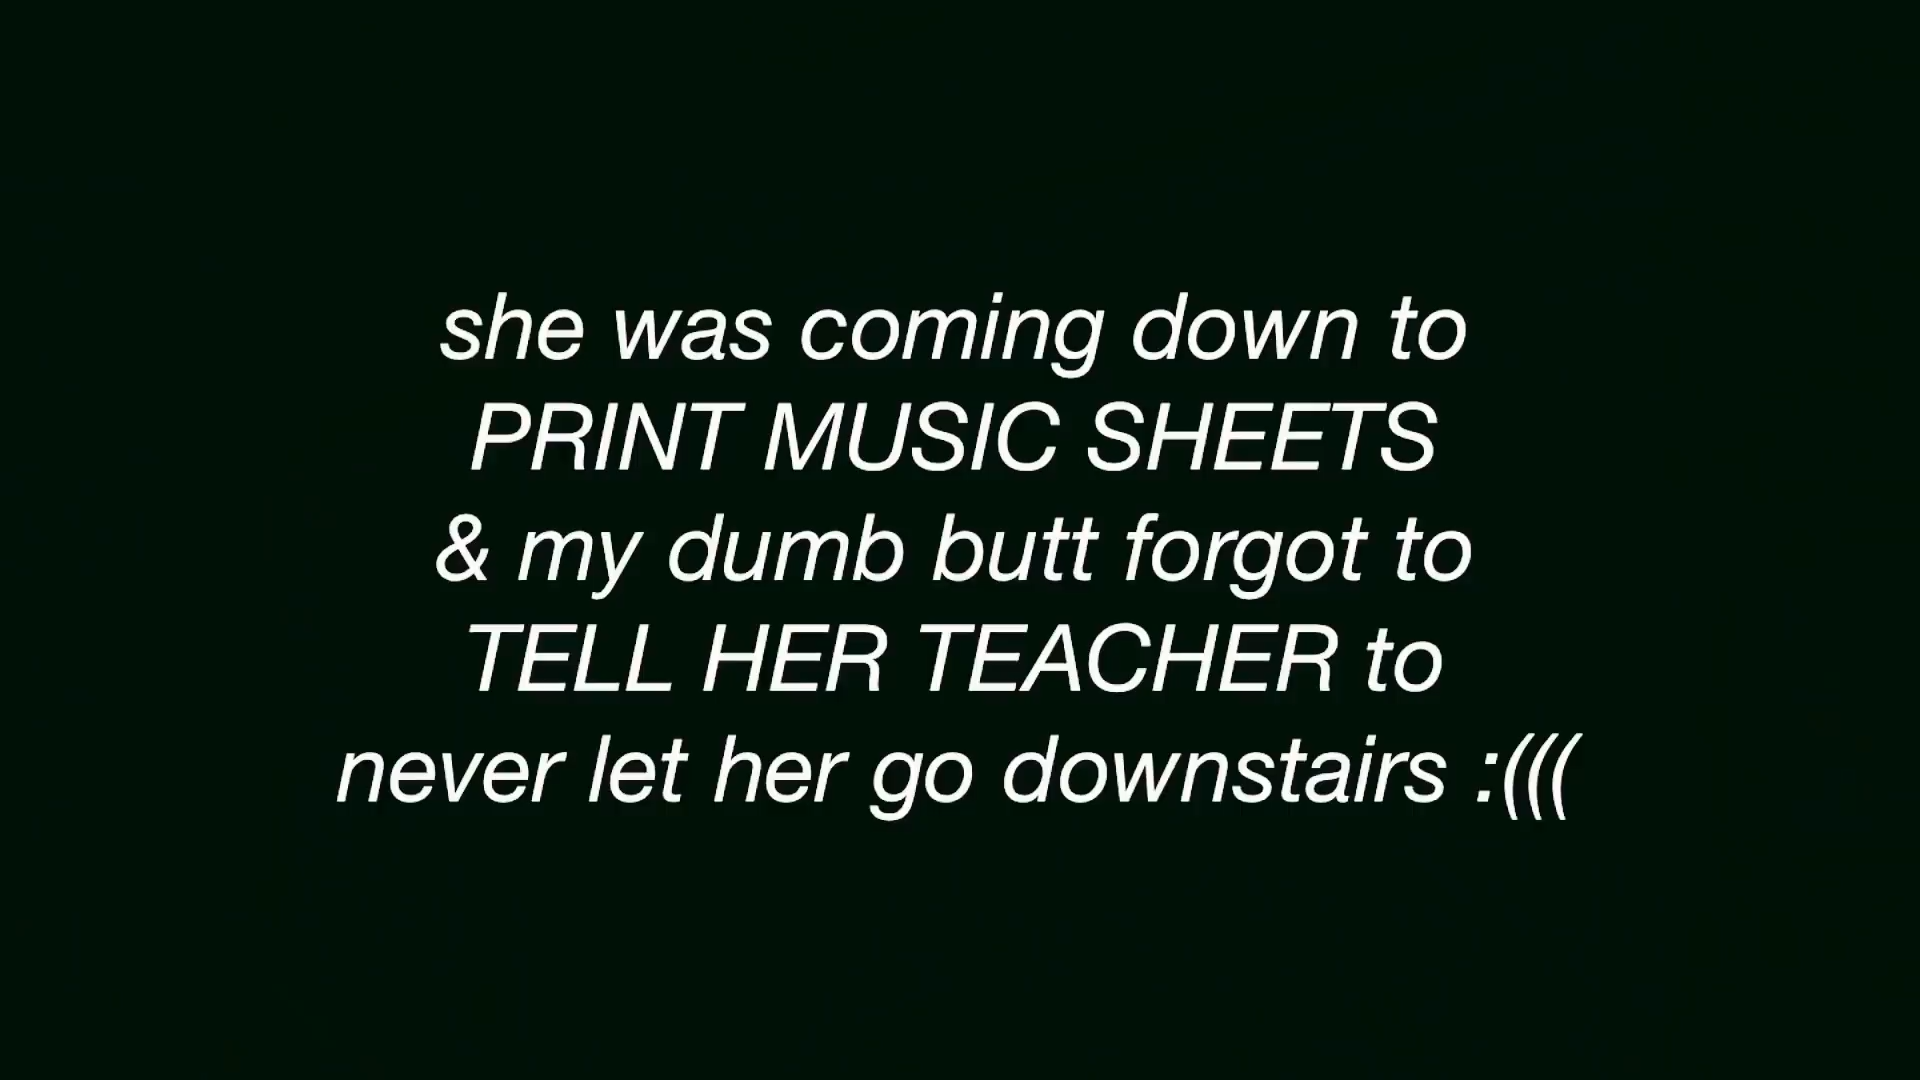 she was coming down to
PRINT MUSIC SHEETS
& my dumb butt forgot to
TELL HER TEACHER to
never let her go downstairs :(((